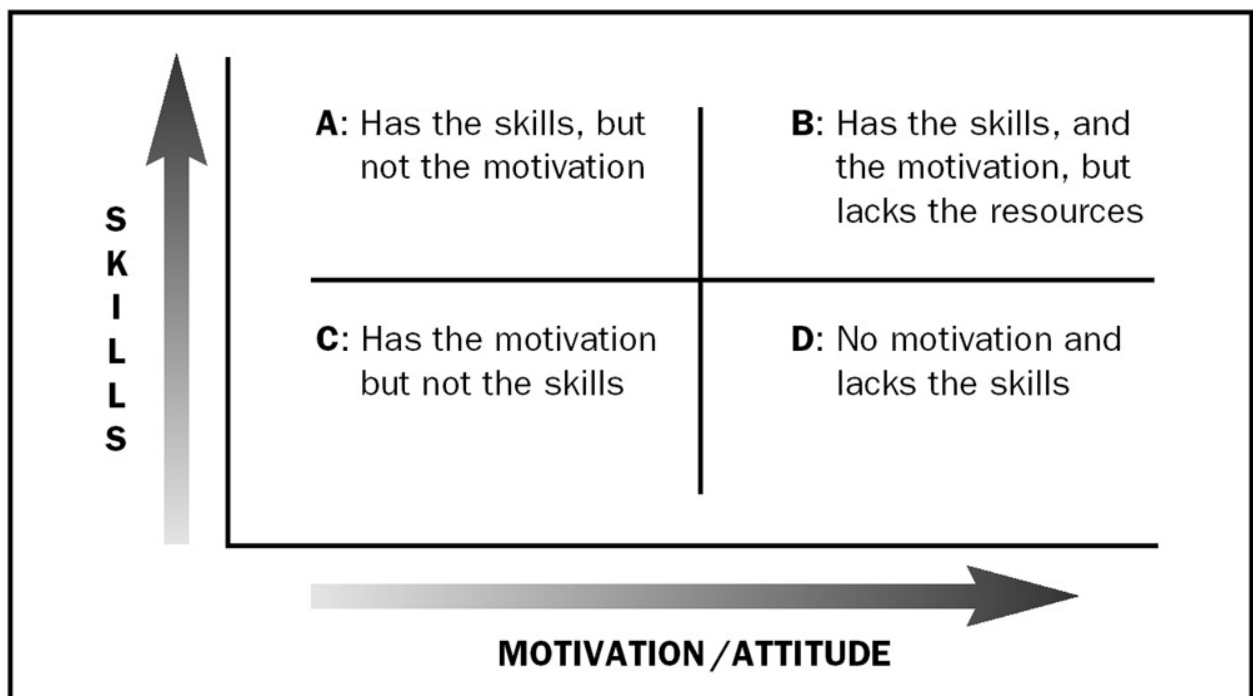 SKILLS
A: Has the skills, but
not the motivation
B: Has the skills, and
the motivation, but
lacks the resources
C: Has the motivation
but not the skills
D: No motivation and
lacks the skills
MOTIVATION/ATTITUDE